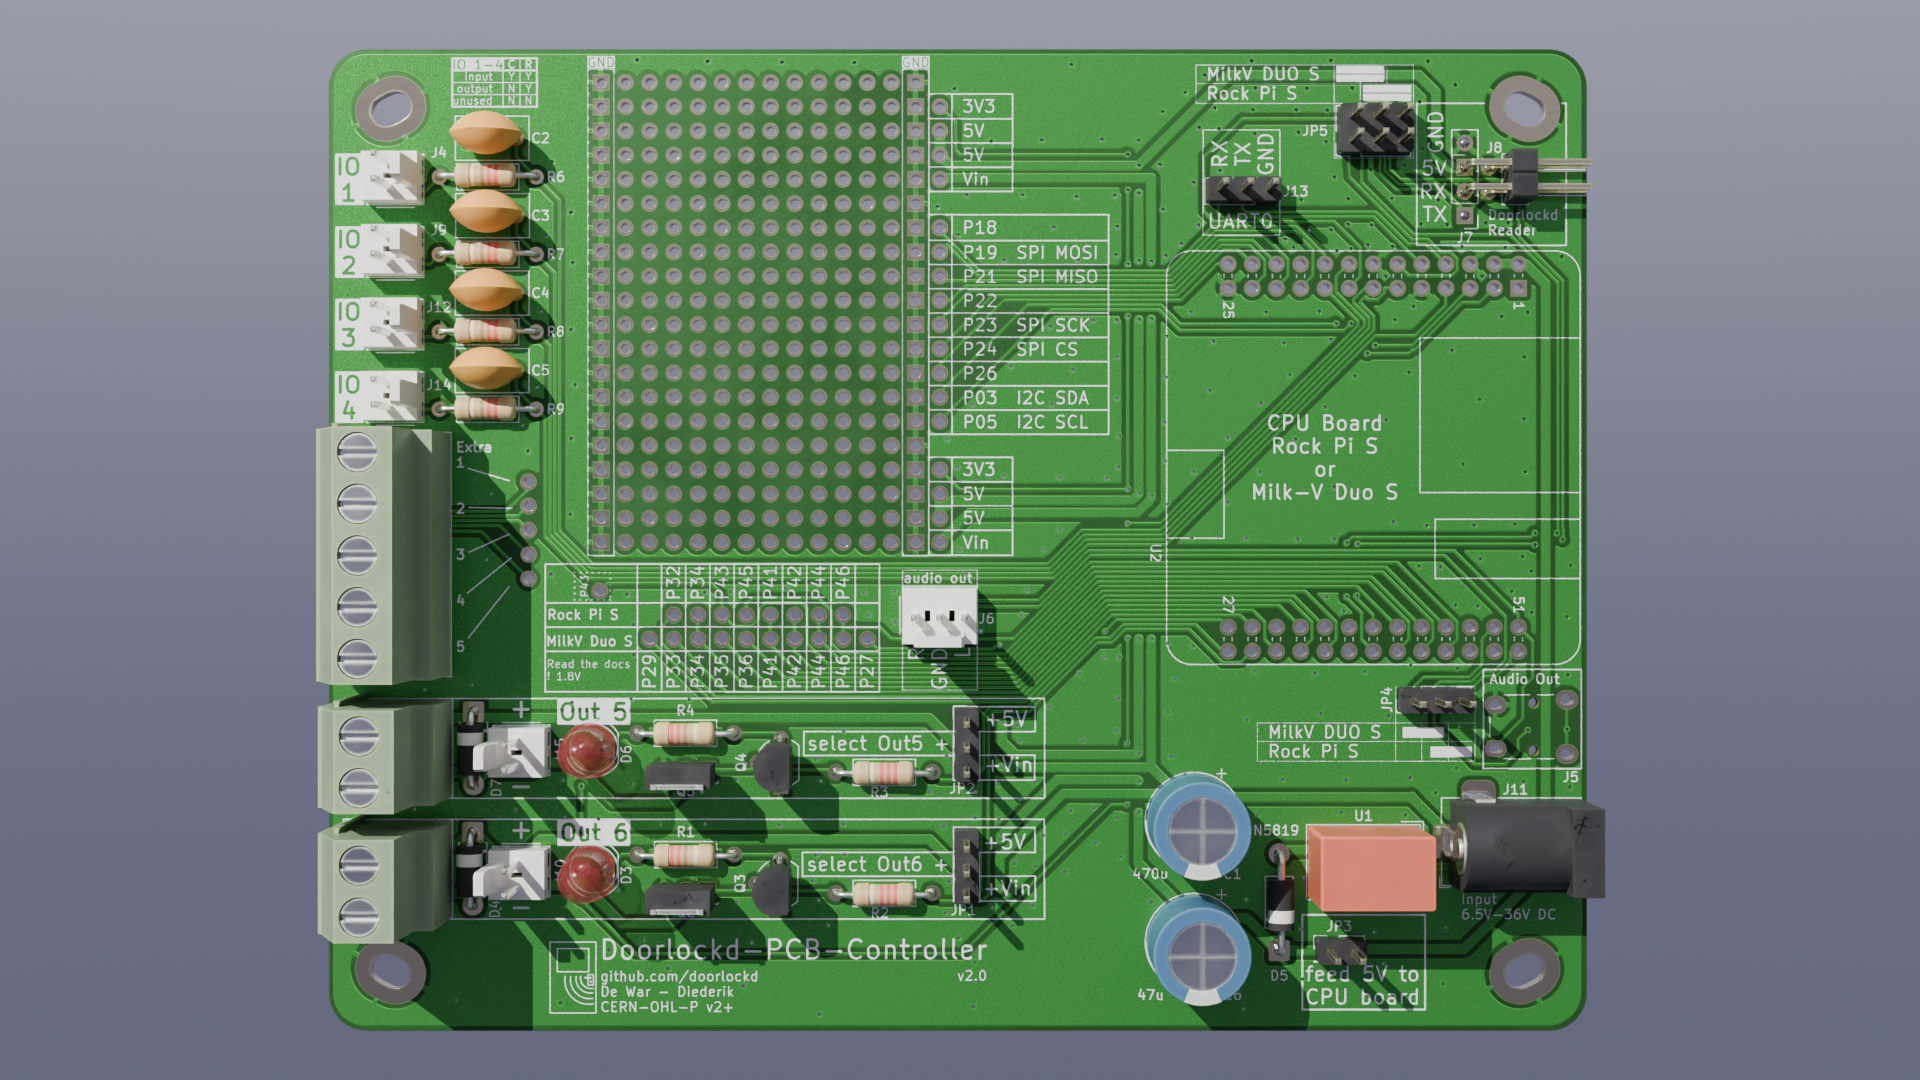 IO 1-4 C R
Input Y Y
output N Y
unused N N
C2
J4
IO
1
R6
C3
J9
IO
2
R7
C4
J12
IO
3
R8
C5
J14
IO
4
R9
Extra
1
2
3
4
5
GND
GND
3V3
5V
5V
Vin
P18
P19 SPI MOSI
P21 SPI MISO
P22
P23 SPI SCK
P24 SPI CS
P26
P03 I2C SDA
P05 I2C SCL
3V3
5V
5V
Vin
MilkV DUO S
Rock Pi S
JP5
RX
TX
GND
J13
UART0
GND
5V
RX
TX
J8
J7
Doorlockd
Reader
25
1
CPU Board
Rock Pi S
or
Milk-V Duo S
U2
27
51
P43
P32 P34 P43 P45 P41 P42 P44 P46
Rock Pi S
MilkV Duo S
Read the docs
! 1.8V
P29 P33 P34 P35 P36 P41 P42 P44 P46 P27
audio out
J6
R
GND
L
JP4
Audio Out
MilkV DUO S
Rock Pi S
J5
+
Out 5
D6
R4
Q4
select Out5 +
+5V
+Vin
R3
JP2
D7
-
+
Out 6
D3
R1
Q3
select Out6 +
+5V
+Vin
R2
JP1
D4
-
+
470u
C1
+
47u
N5819
D5
U1
J11
Input
6.5V-36V DC
JP3
feed 5V to
CPU board
Doorlockd-PCB-Controller
github.com/doorlockd
v2.0
De War - Diederik
CERN-OHL-P v2+